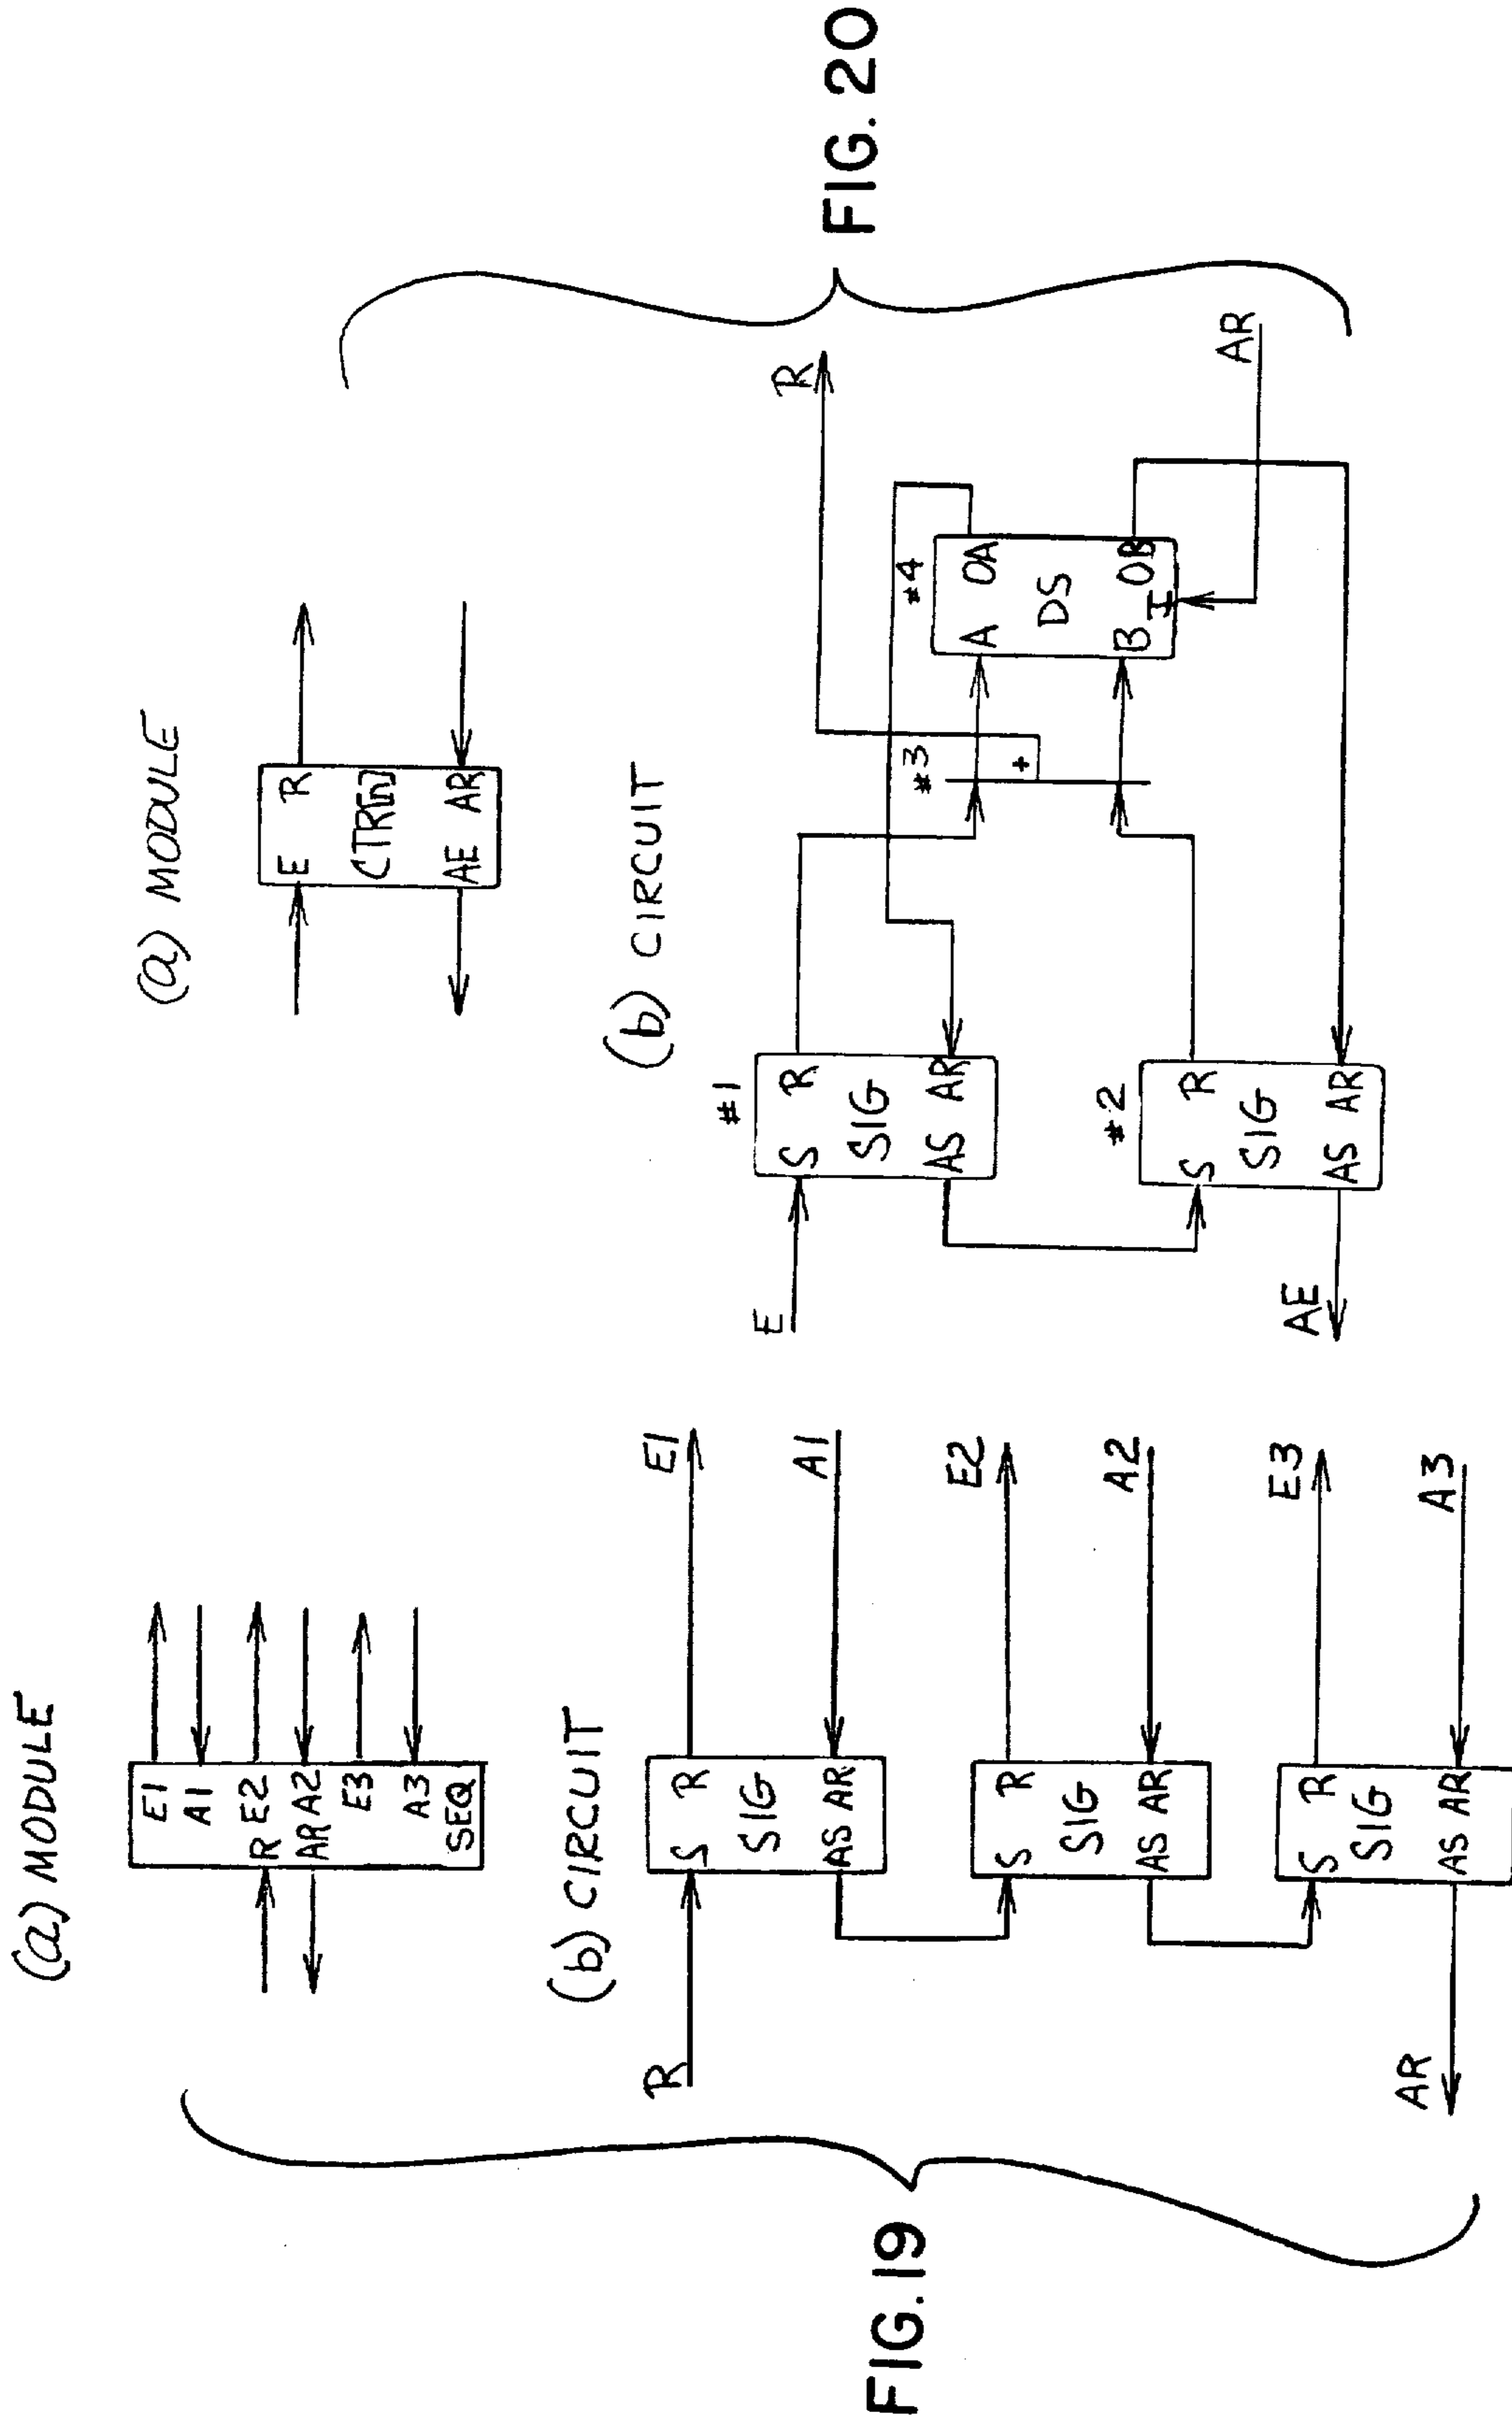 FIG. 19
(a) MODULE
E1
A1
R E2
AR A2
E3
A3
SEQ
(b) CIRCUIT
R
S R
SIG
AS AR
E1
A1
S R
SIG
AS AR
E2
A2
S R
SIG
AS AR
E3
A3
AR
FIG. 20
(a) MODULE
E R
CTR[n]
AE AR
(b) CIRCUIT
E
#1
S R
SIG
AS AR
#2
S R
SIG
AS AR
AE
#3
+
#4
A OA
DS
B OB
I
R
AR